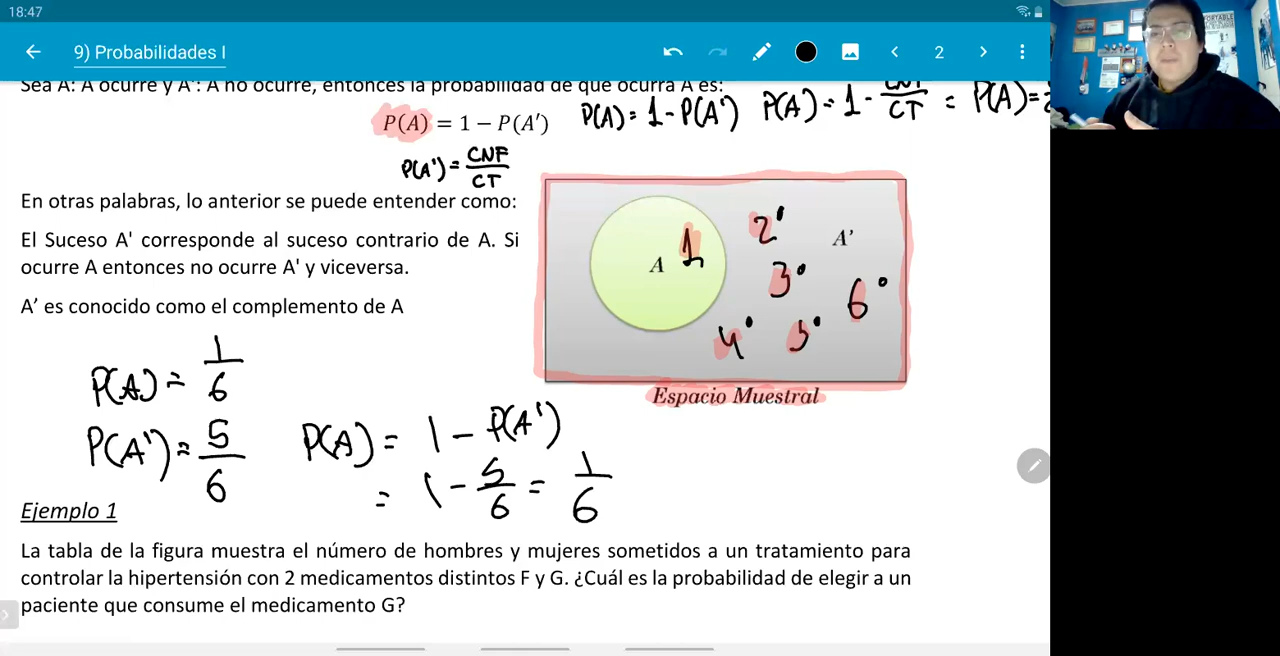 18:47
9) Probabilidades I
2
Sea A: A ocurre y A': A no ocurre, entonces la probabilidad de que ocurra A es:
P(A) = 1 − P(A')
P(A) = 1 - P(A') P(A) = 1 - CNF/CT = P(A) =
P(A') = CNF/CT
En otras palabras, lo anterior se puede entender como:
El Suceso A' corresponde al suceso contrario de A. Si
ocurre A entonces no ocurre A' y viceversa.
A’ es conocido como el complemento de A
A 1 2 3 4 5 6 A’
Espacio Muestral
P(A) = 1/6
P(A') = 5/6
P(A) = 1 - P(A')
= 1 - 5/6 = 1/6
Ejemplo 1
La tabla de la figura muestra el número de hombres y mujeres sometidos a un tratamiento para
controlar la hipertensión con 2 medicamentos distintos F y G. ¿Cuál es la probabilidad de elegir a un
paciente que consume el medicamento G?